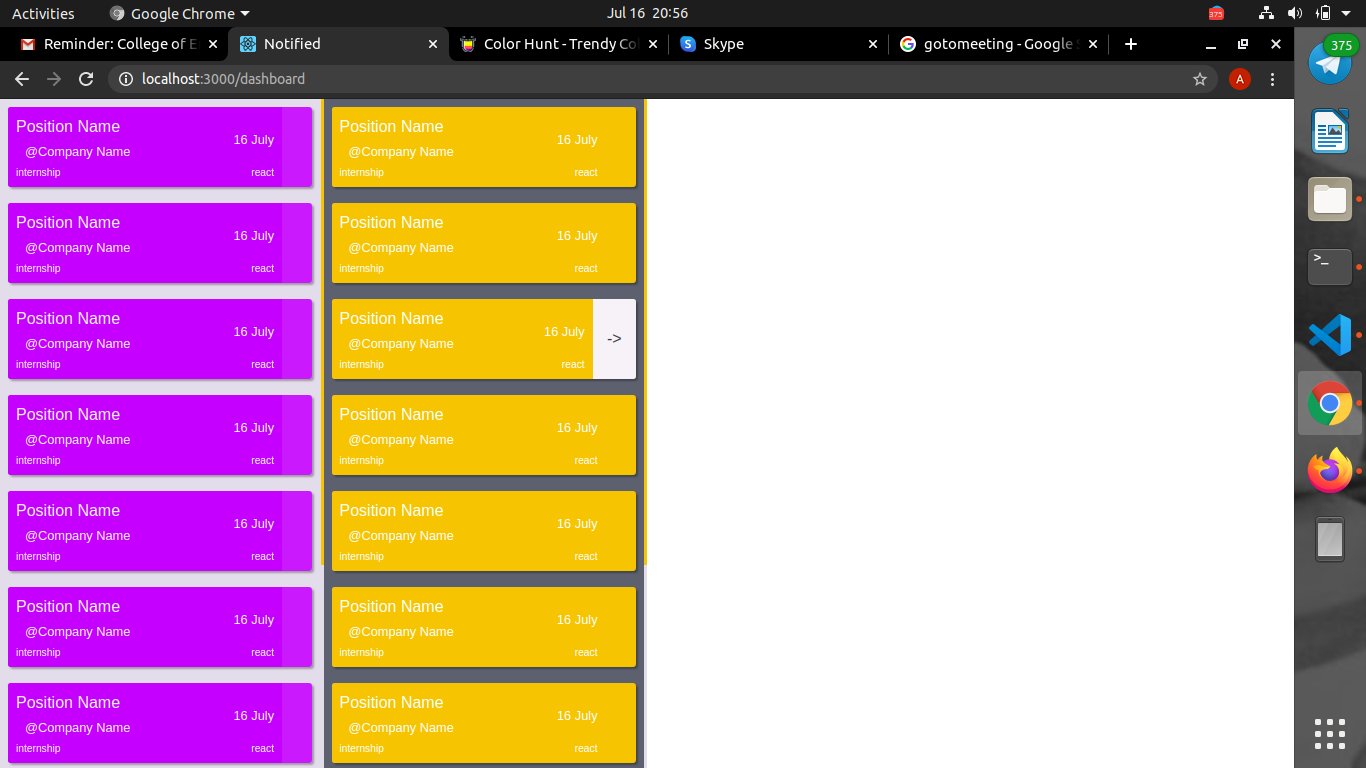 Activities Google Chrome Jul 16 20:56 375
Reminder: College of E Notified Color Hunt - Trendy Co Skype gotomeeting - Google S
localhost:3000/dashboard A
375
Position Name
16 July
@Company Name
internship react
Position Name
16 July
@Company Name
internship react
Position Name
16 July
@Company Name
internship react
Position Name
16 July
@Company Name
internship react
Position Name
16 July
@Company Name
internship react
Position Name
16 July
@Company Name
internship react
Position Name
16 July
@Company Name
internship react
Position Name
16 July
@Company Name
internship react
Position Name
16 July
@Company Name
internship react
Position Name
16 July
->
@Company Name
internship react
Position Name
16 July
@Company Name
internship react
Position Name
16 July
@Company Name
internship react
Position Name
16 July
@Company Name
internship react
Position Name
16 July
@Company Name
internship react
>_